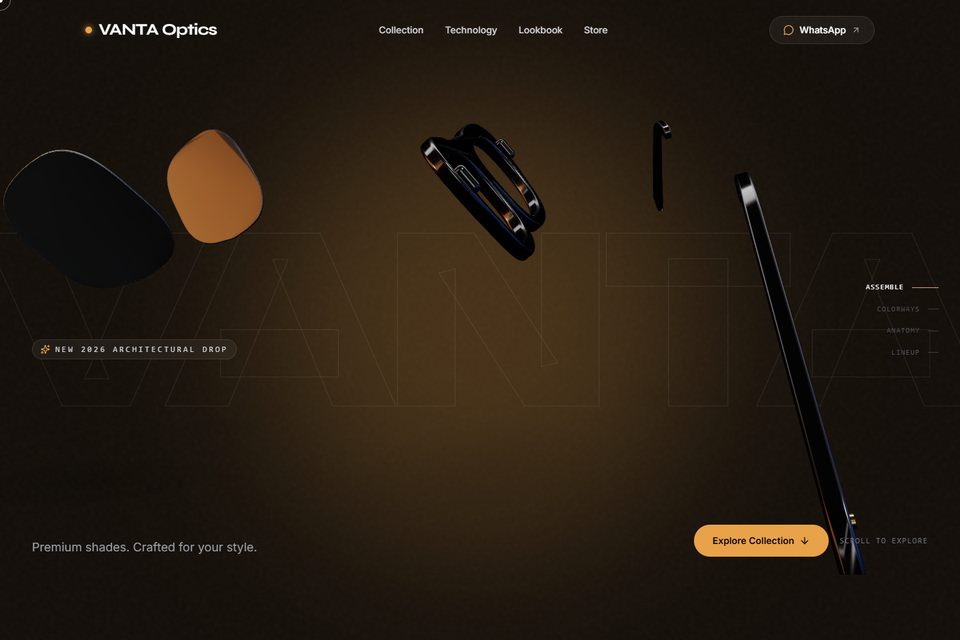 VANTA Optics
Collection
Technology
Lookbook
Store
WhatsApp
VANTA
ASSEMBLE
COLORWAYS
ANATOMY
LINEUP
NEW 2026 ARCHITECTURAL DROP
Premium shades. Crafted for your style.
Explore Collection
SCROLL TO EXPLORE